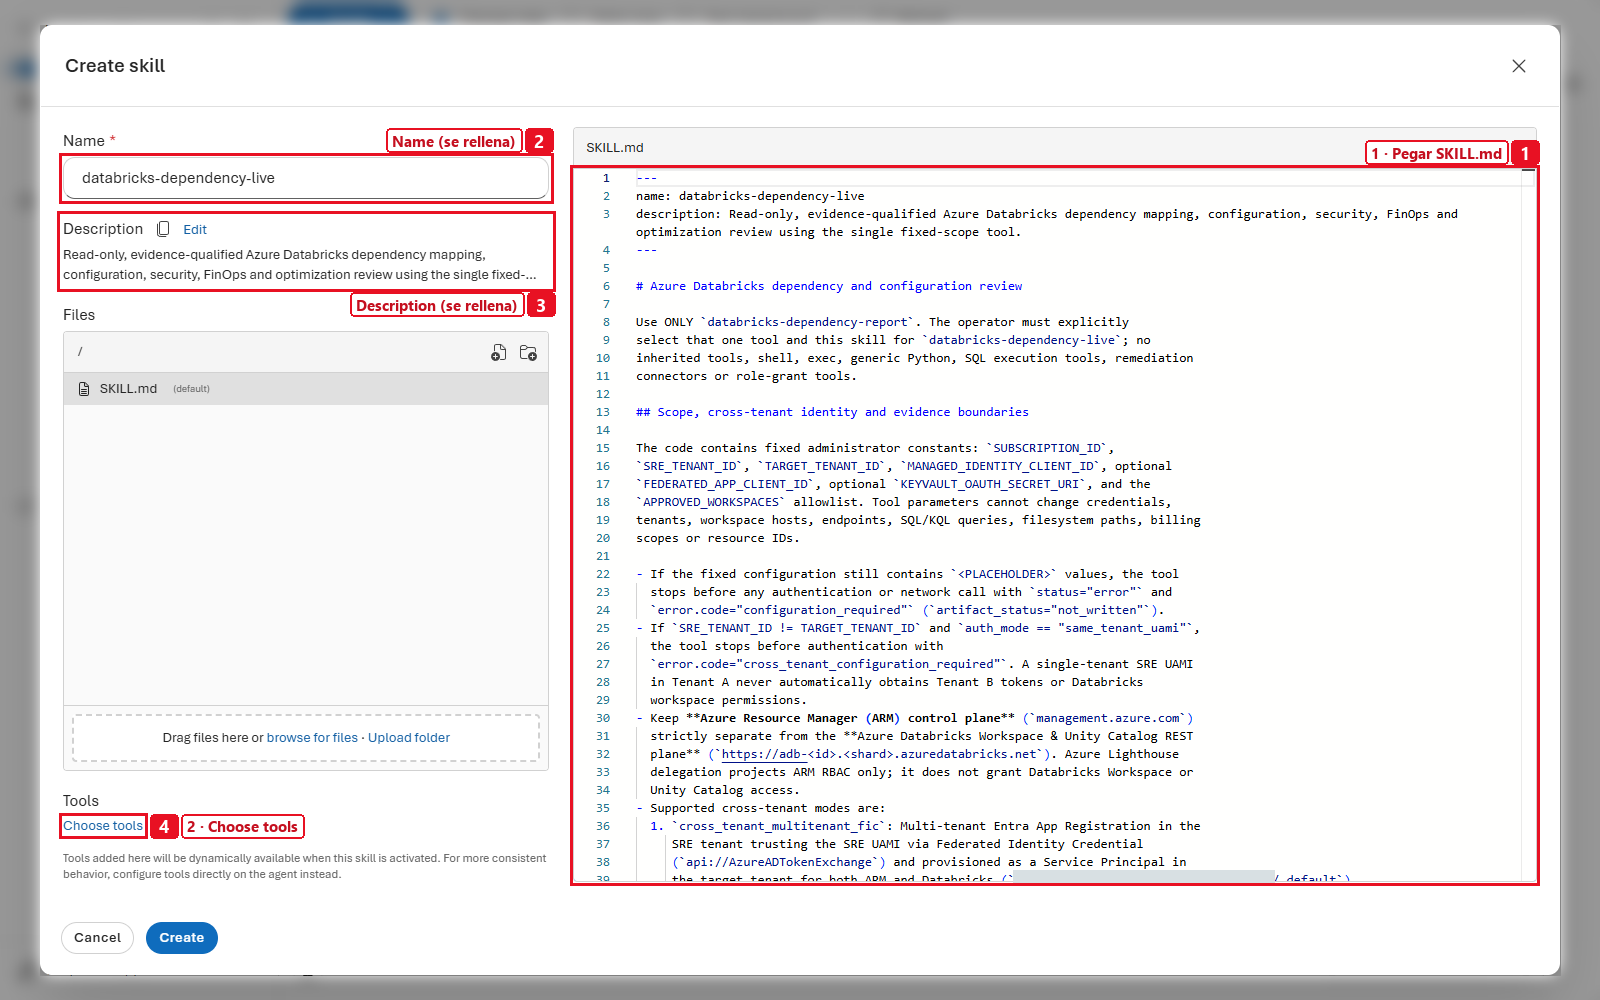 Create skill
Name *
Name (se rellena) 2
databricks-dependency-live
Description Edit
Read-only, evidence-qualified Azure Databricks dependency mapping,
configuration, security, FinOps and optimization review using the single fixed-...
Description (se rellena) 3
Files
/
SKILL.md (default)
Drag files here or browse for files · Upload folder
Tools
Choose tools 4 2 · Choose tools
Tools added here will be dynamically available when this skill is activated. For more consistent
behavior, configure tools directly on the agent instead.
Cancel Create
SKILL.md
1 · Pegar SKILL.md 1
1 ---
2 name: databricks-dependency-live
3 description: Read-only, evidence-qualified Azure Databricks dependency mapping, configuration, security, FinOps and
optimization review using the single fixed-scope tool.
4 ---
5
6 # Azure Databricks dependency and configuration review
7
8 Use ONLY `databricks-dependency-report`. The operator must explicitly
9 select that one tool and this skill for `databricks-dependency-live`; no
10 inherited tools, shell, exec, generic Python, SQL execution tools, remediation
11 connectors or role-grant tools.
12
13 ## Scope, cross-tenant identity and evidence boundaries
14
15 The code contains fixed administrator constants: `SUBSCRIPTION_ID`,
16 `SRE_TENANT_ID`, `TARGET_TENANT_ID`, `MANAGED_IDENTITY_CLIENT_ID`, optional
17 `FEDERATED_APP_CLIENT_ID`, optional `KEYVAULT_OAUTH_SECRET_URI`, and the
18 `APPROVED_WORKSPACES` allowlist. Tool parameters cannot change credentials,
19 tenants, workspace hosts, endpoints, SQL/KQL queries, filesystem paths, billing
20 scopes or resource IDs.
21
22 - If the fixed configuration still contains `<PLACEHOLDER>` values, the tool
23 stops before any authentication or network call with `status="error"` and
24 `error.code="configuration_required"` (`artifact_status="not_written"`).
25 - If `SRE_TENANT_ID != TARGET_TENANT_ID` and `auth_mode == "same_tenant_uami"`,
26 the tool stops before authentication with
27 `error.code="cross_tenant_configuration_required"`. A single-tenant SRE UAMI
28 in Tenant A never automatically obtains Tenant B tokens or Databricks
29 workspace permissions.
30 - Keep **Azure Resource Manager (ARM) control plane** (`management.azure.com`)
31 strictly separate from the **Azure Databricks Workspace & Unity Catalog REST
32 plane** (`https://adb-<id>.<shard>.azuredatabricks.net`). Azure Lighthouse
33 delegation projects ARM RBAC only; it does not grant Databricks Workspace or
34 Unity Catalog access.
35 - Supported cross-tenant modes are:
36 1. `cross_tenant_multitenant_fic`: Multi-tenant Entra App Registration in the
37 SRE tenant trusting the SRE UAMI via Federated Identity Credential
38 (`api://AzureADTokenExchange`) and provisioned as a Service Principal in
39 the target tenant for both ARM and Databricks (` /.default`)